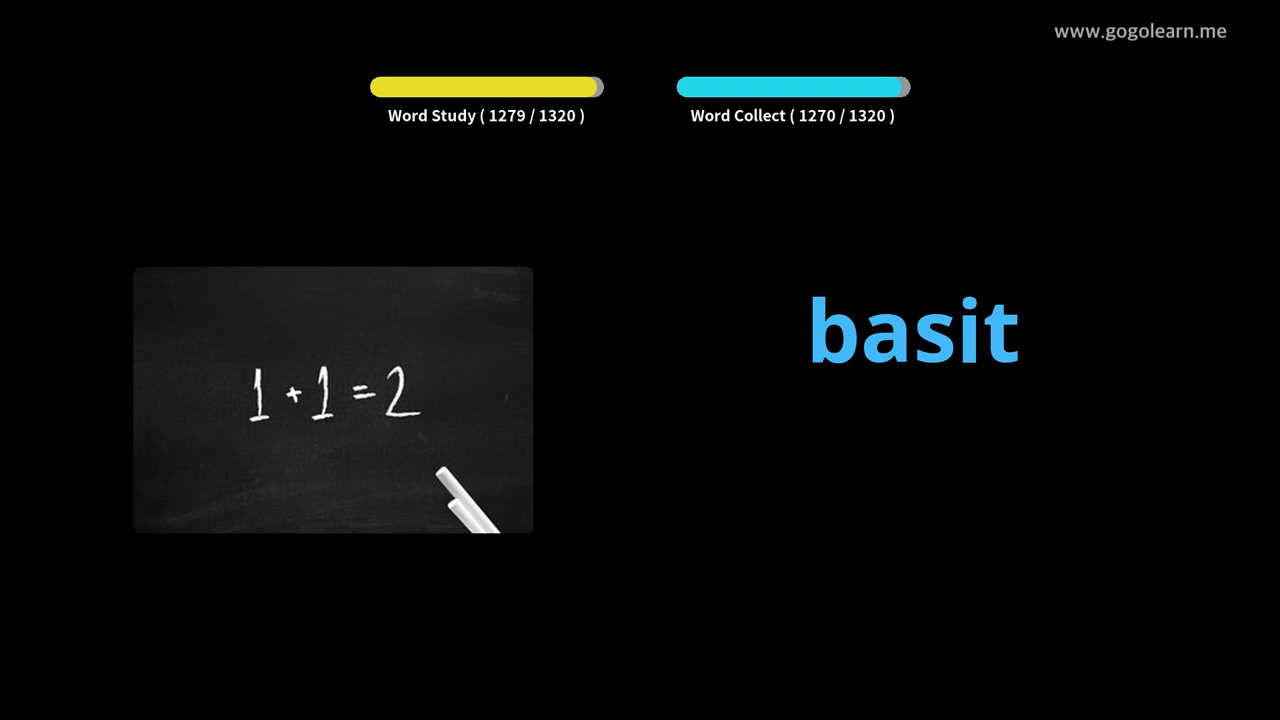 www.gogolearn.me
Word Study ( 1279 / 1320 )
Word Collect ( 1270 / 1320 )
basit
1 + 1 = 2